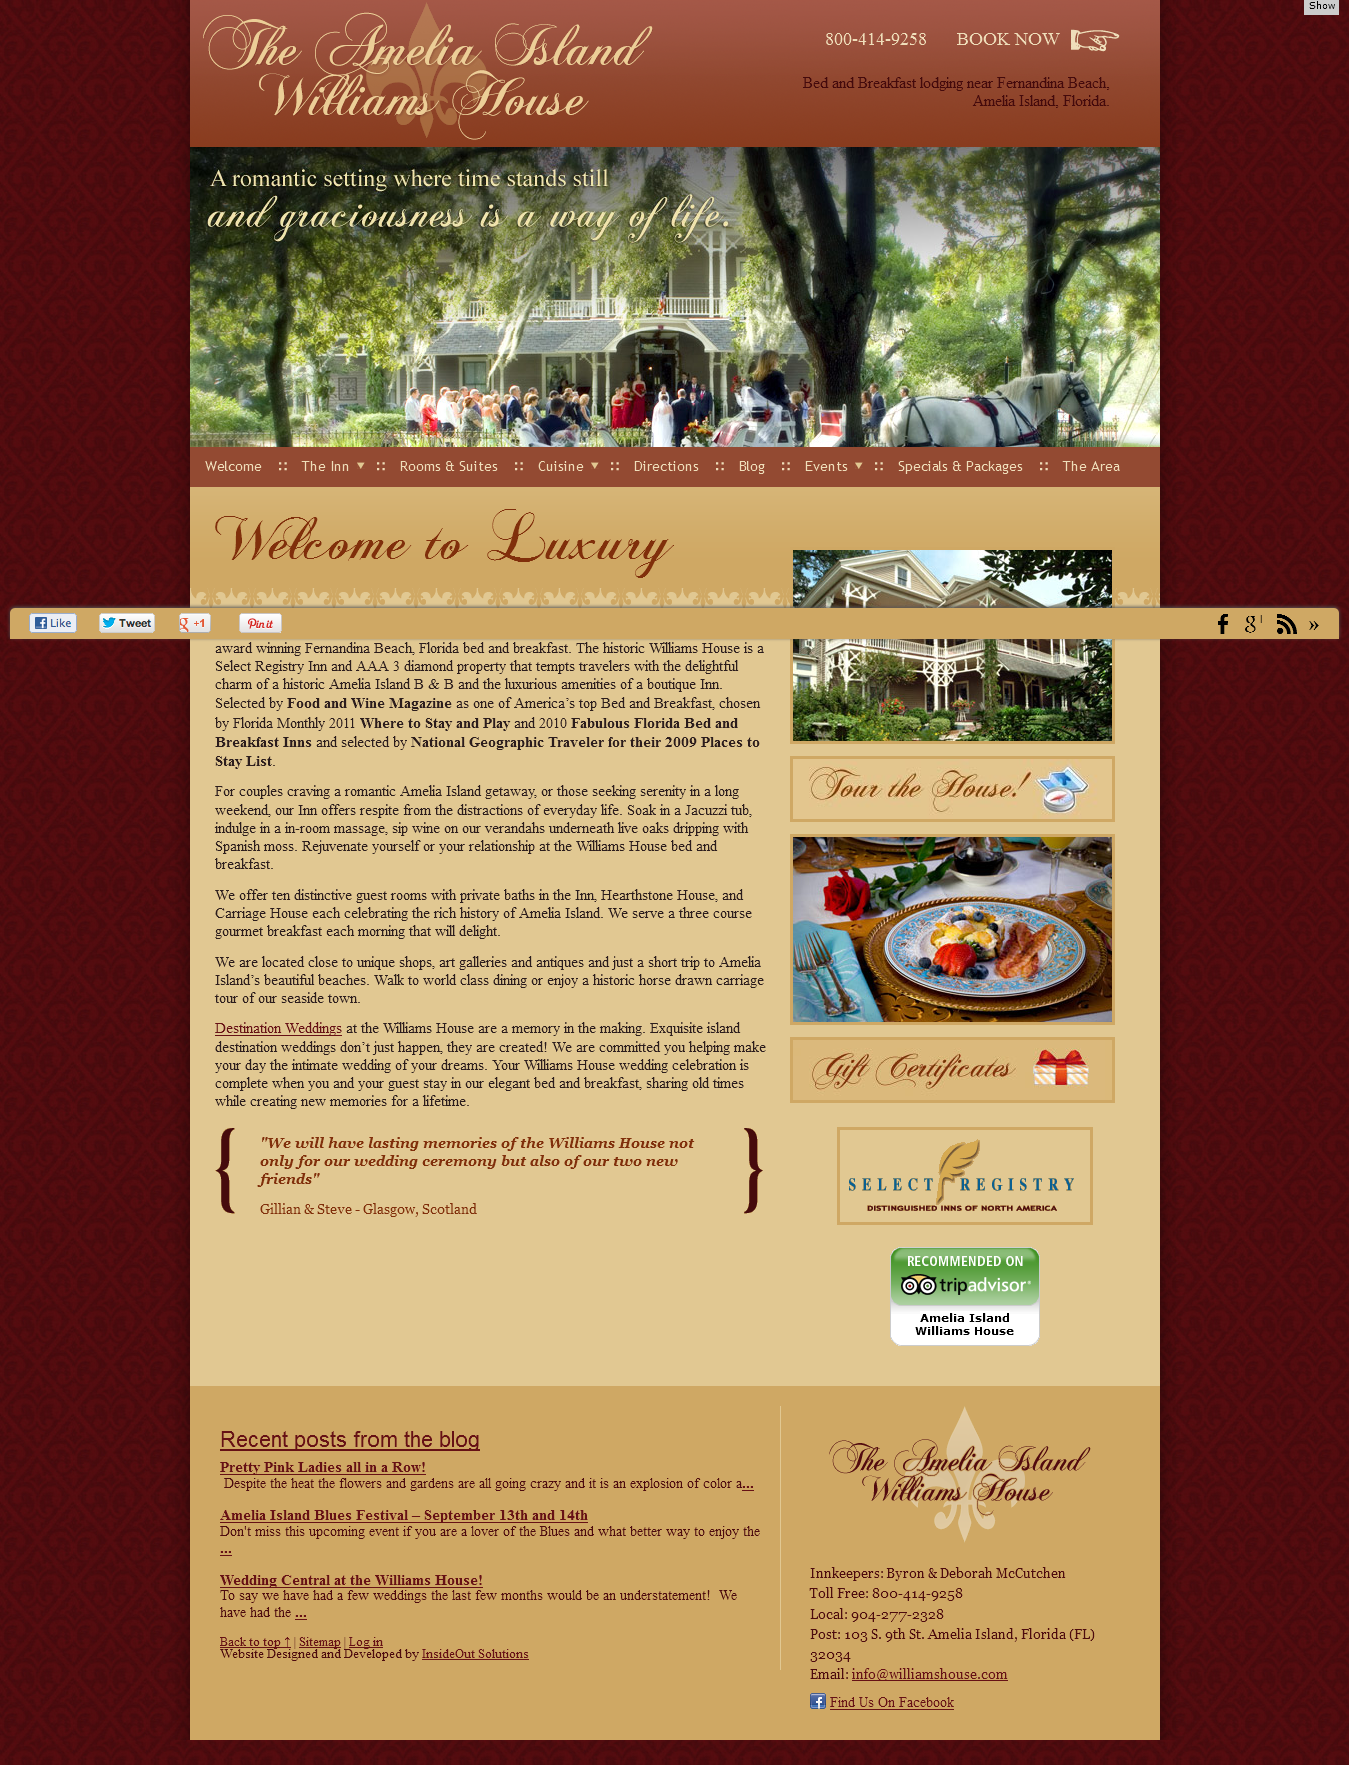 Show
The Amelia Island
Williams House
800-414-9258 BOOK NOW
Bed and Breakfast lodging near Fernandina Beach,
Amelia Island, Florida.
A romantic setting where time stands still
and graciousness is a way of life.
Welcome :: The Inn :: Rooms & Suites :: Cuisine :: Directions :: Blog :: Events :: Specials & Packages :: The Area
Welcome to Luxury
Like Tweet +1 Pin it
award winning Fernandina Beach, Florida bed and breakfast. The historic Williams House is a
Select Registry Inn and AAA 3 diamond property that tempts travelers with the delightful
charm of a historic Amelia Island B & B and the luxurious amenities of a boutique Inn.
Selected by Food and Wine Magazine as one of America’s top Bed and Breakfast, chosen
by Florida Monthly 2011 Where to Stay and Play and 2010 Fabulous Florida Bed and
Breakfast Inns and selected by National Geographic Traveler for their 2009 Places to
Stay List.
For couples craving a romantic Amelia Island getaway, or those seeking serenity in a long
weekend, our Inn offers respite from the distractions of everyday life. Soak in a Jacuzzi tub,
indulge in a in-room massage, sip wine on our verandahs underneath live oaks dripping with
Spanish moss. Rejuvenate yourself or your relationship at the Williams House bed and
breakfast.
We offer ten distinctive guest rooms with private baths in the Inn, Hearthstone House, and
Carriage House each celebrating the rich history of Amelia Island. We serve a three course
gourmet breakfast each morning that will delight.
We are located close to unique shops, art galleries and antiques and just a short trip to Amelia
Island’s beautiful beaches. Walk to world class dining or enjoy a historic horse drawn carriage
tour of our seaside town.
Destination Weddings at the Williams House are a memory in the making. Exquisite island
destination weddings don’t just happen, they are created! We are committed you helping make
your day the intimate wedding of your dreams. Your Williams House wedding celebration is
complete when you and your guest stay in our elegant bed and breakfast, sharing old times
while creating new memories for a lifetime.
"We will have lasting memories of the Williams House not
only for our wedding ceremony but also of our two new
friends"
Gillian & Steve - Glasgow, Scotland
Tour the House!
Gift Certificates
SELECT REGISTRY
DISTINGUISHED INNS OF NORTH AMERICA
RECOMMENDED ON
tripadvisor
Amelia Island
Williams House
Recent posts from the blog
Pretty Pink Ladies all in a Row!
Despite the heat the flowers and gardens are all going crazy and it is an explosion of color a...
Amelia Island Blues Festival – September 13th and 14th
Don't miss this upcoming event if you are a lover of the Blues and what better way to enjoy the
...
Wedding Central at the Williams House!
To say we have had a few weddings the last few months would be an understatement! We
have had the ...
Back to top ↑ | Sitemap | Log in
Website Designed and Developed by InsideOut Solutions
The Amelia Island
Williams House
Innkeepers: Byron & Deborah McCutchen
Toll Free: 800-414-9258
Local: 904-277-2328
Post: 103 S. 9th St. Amelia Island, Florida (FL)
32034
Email: info@williamshouse.com
Find Us On Facebook